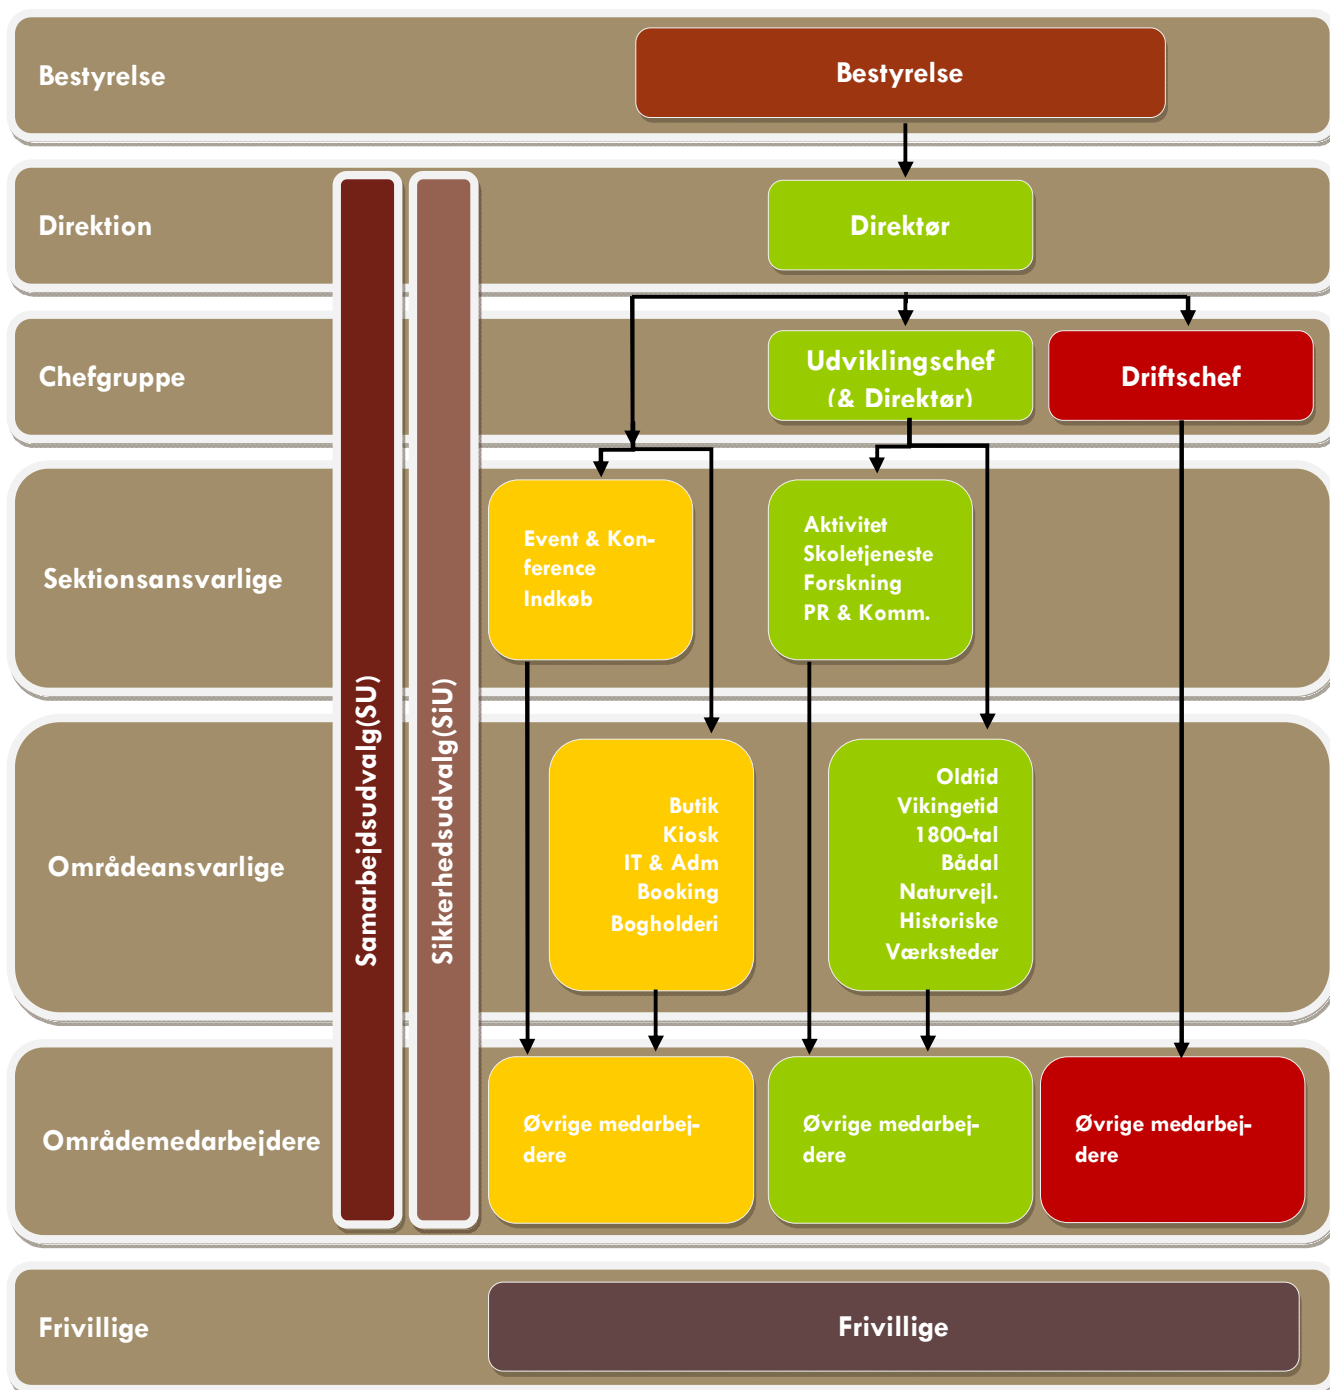 Bestyrelse
Bestyrelse
Direktion
Direktør
Chefgruppe
Udviklingschef
(& Direktør)
Driftschef
Sektionsansvarlige
Event & Kon-
ference
Indkøb
Aktivitet
Skoletjeneste
Forskning
PR & Komm.
Samarbejdsudvalg(SU)
Sikkerhedsudvalg(SiU)
Områdeansvarlige
Butik
Kiosk
IT & Adm
Booking
Bogholderi
Oldtid
Vikingetid
1800-tal
Bådal
Naturvejl.
Historiske
Værksteder
Områdemedarbejdere
Øvrige medarbej-
dere
Øvrige medarbej-
dere
Øvrige medarbej-
dere
Frivillige
Frivillige